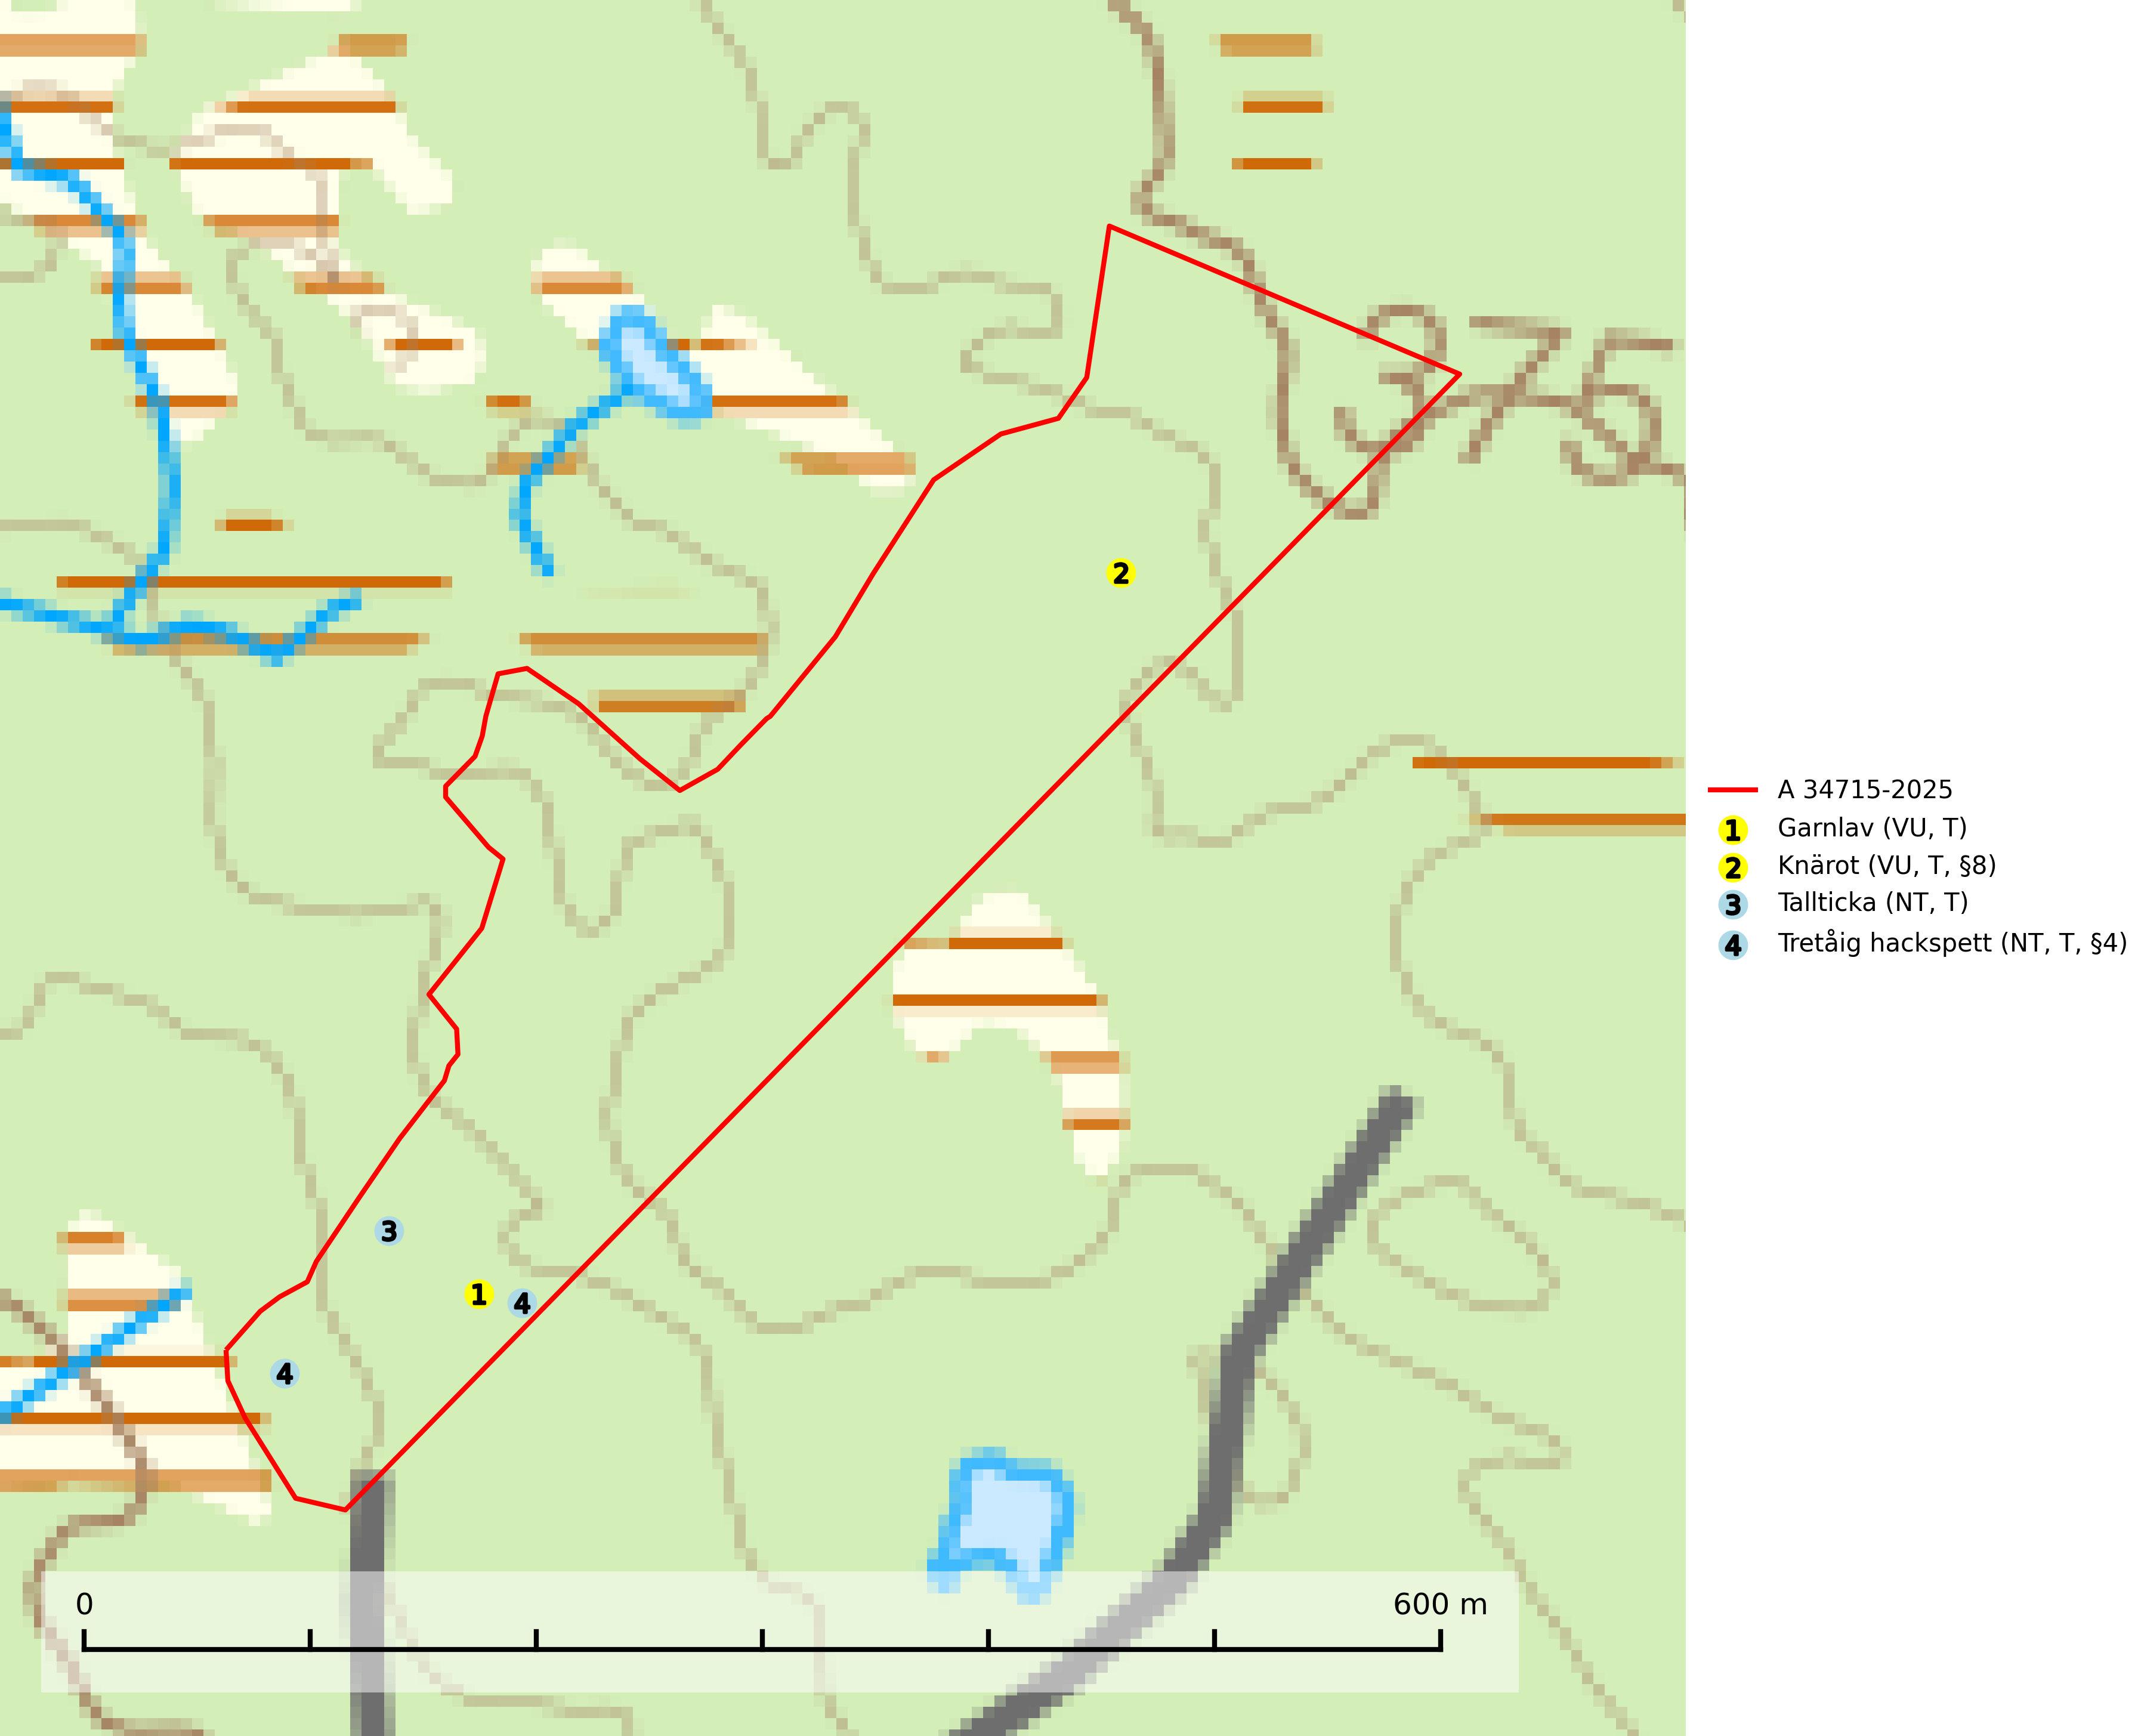 375
2
3
1
4
4
0
600 m
A 34715-2025
1 Garnlav (VU, T)
2 Knärot (VU, T, §8)
3 Tallticka (NT, T)
4 Tretåig hackspett (NT, T, §4)